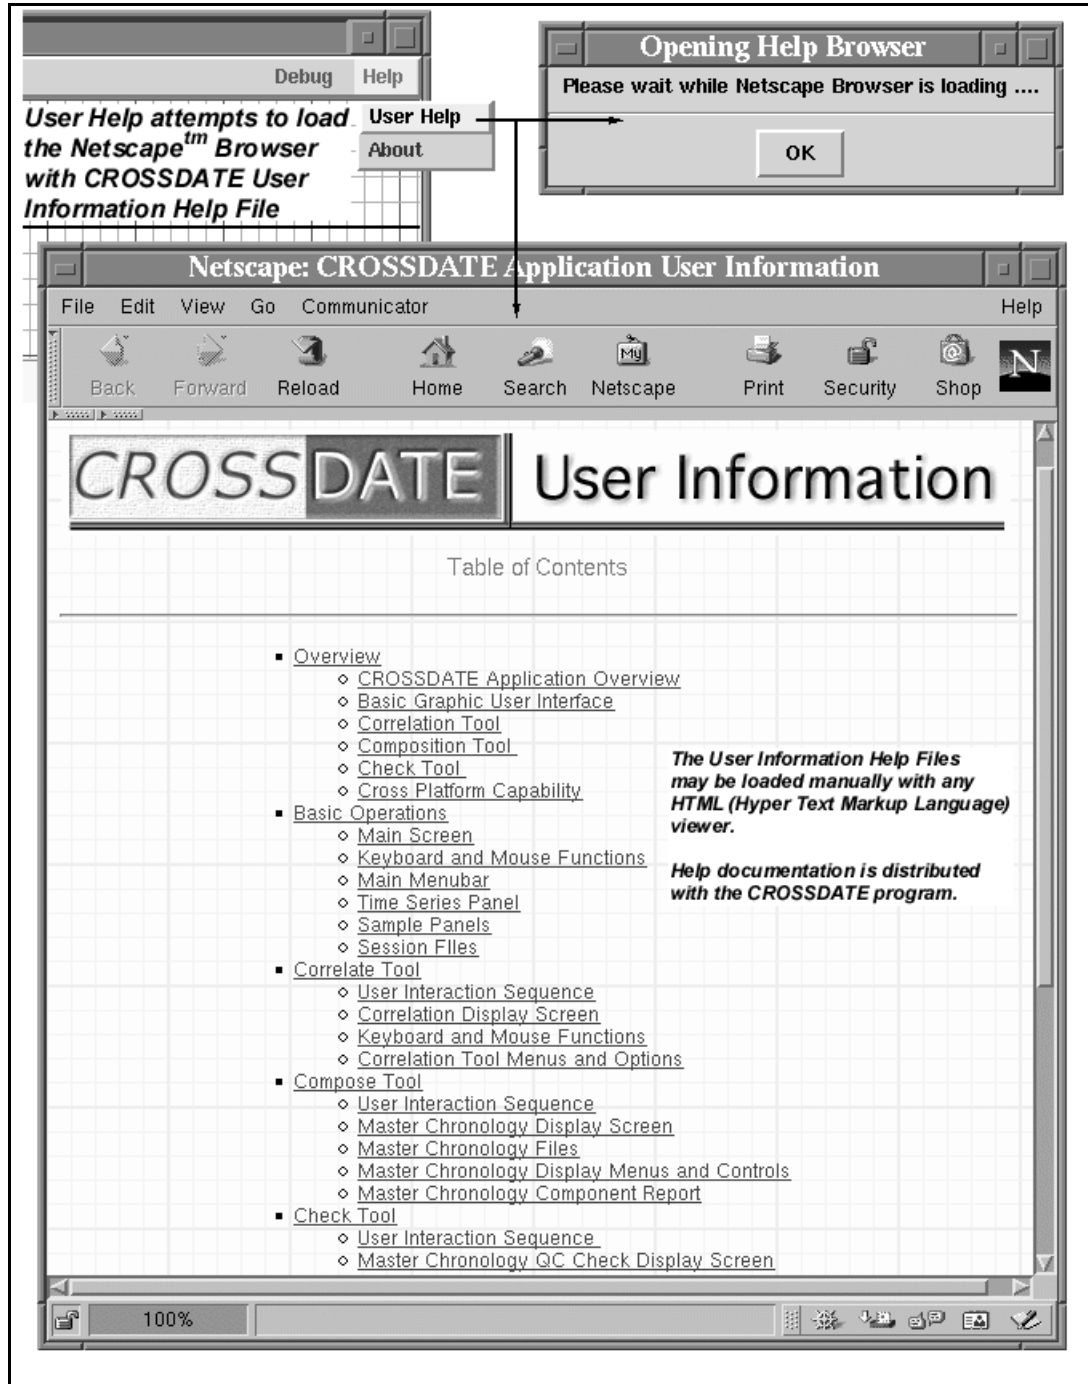 Debug Help
User Help attempts to load
the Netscape tm Browser
with CROSSDATE User
Information Help File
User Help
About
Opening Help Browser
Please wait while Netscape Browser is loading ....
OK
Netscape: CROSSDATE Application User Information
File Edit View Go Communicator Help
My N
Back Forward Reload Home Search Netscape Print Security Shop
CROSSDATE User Information
Table of Contents
Overview
CROSSDATE Application Overview
Basic Graphic User Interface
Correlation Tool
Composition Tool
Check Tool
Cross Platform Capability
Basic Operations
Main Screen
Keyboard and Mouse Functions
Main Menubar
Time Series Panel
Sample Panels
Session FIles
Correlate Tool
User Interaction Sequence
Correlation Display Screen
Keyboard and Mouse Functions
Correlation Tool Menus and Options
Compose Tool
User Interaction Sequence
Master Chronology Display Screen
Master Chronology Files
Master Chronology Display Menus and Controls
Master Chronology Component Report
Check Tool
User Interaction Sequence
Master Chronology QC Check Display Screen
The User Information Help Files
may be loaded manually with any
HTML (Hyper Text Markup Language)
viewer.
Help documentation is distributed
with the CROSSDATE program.
100%